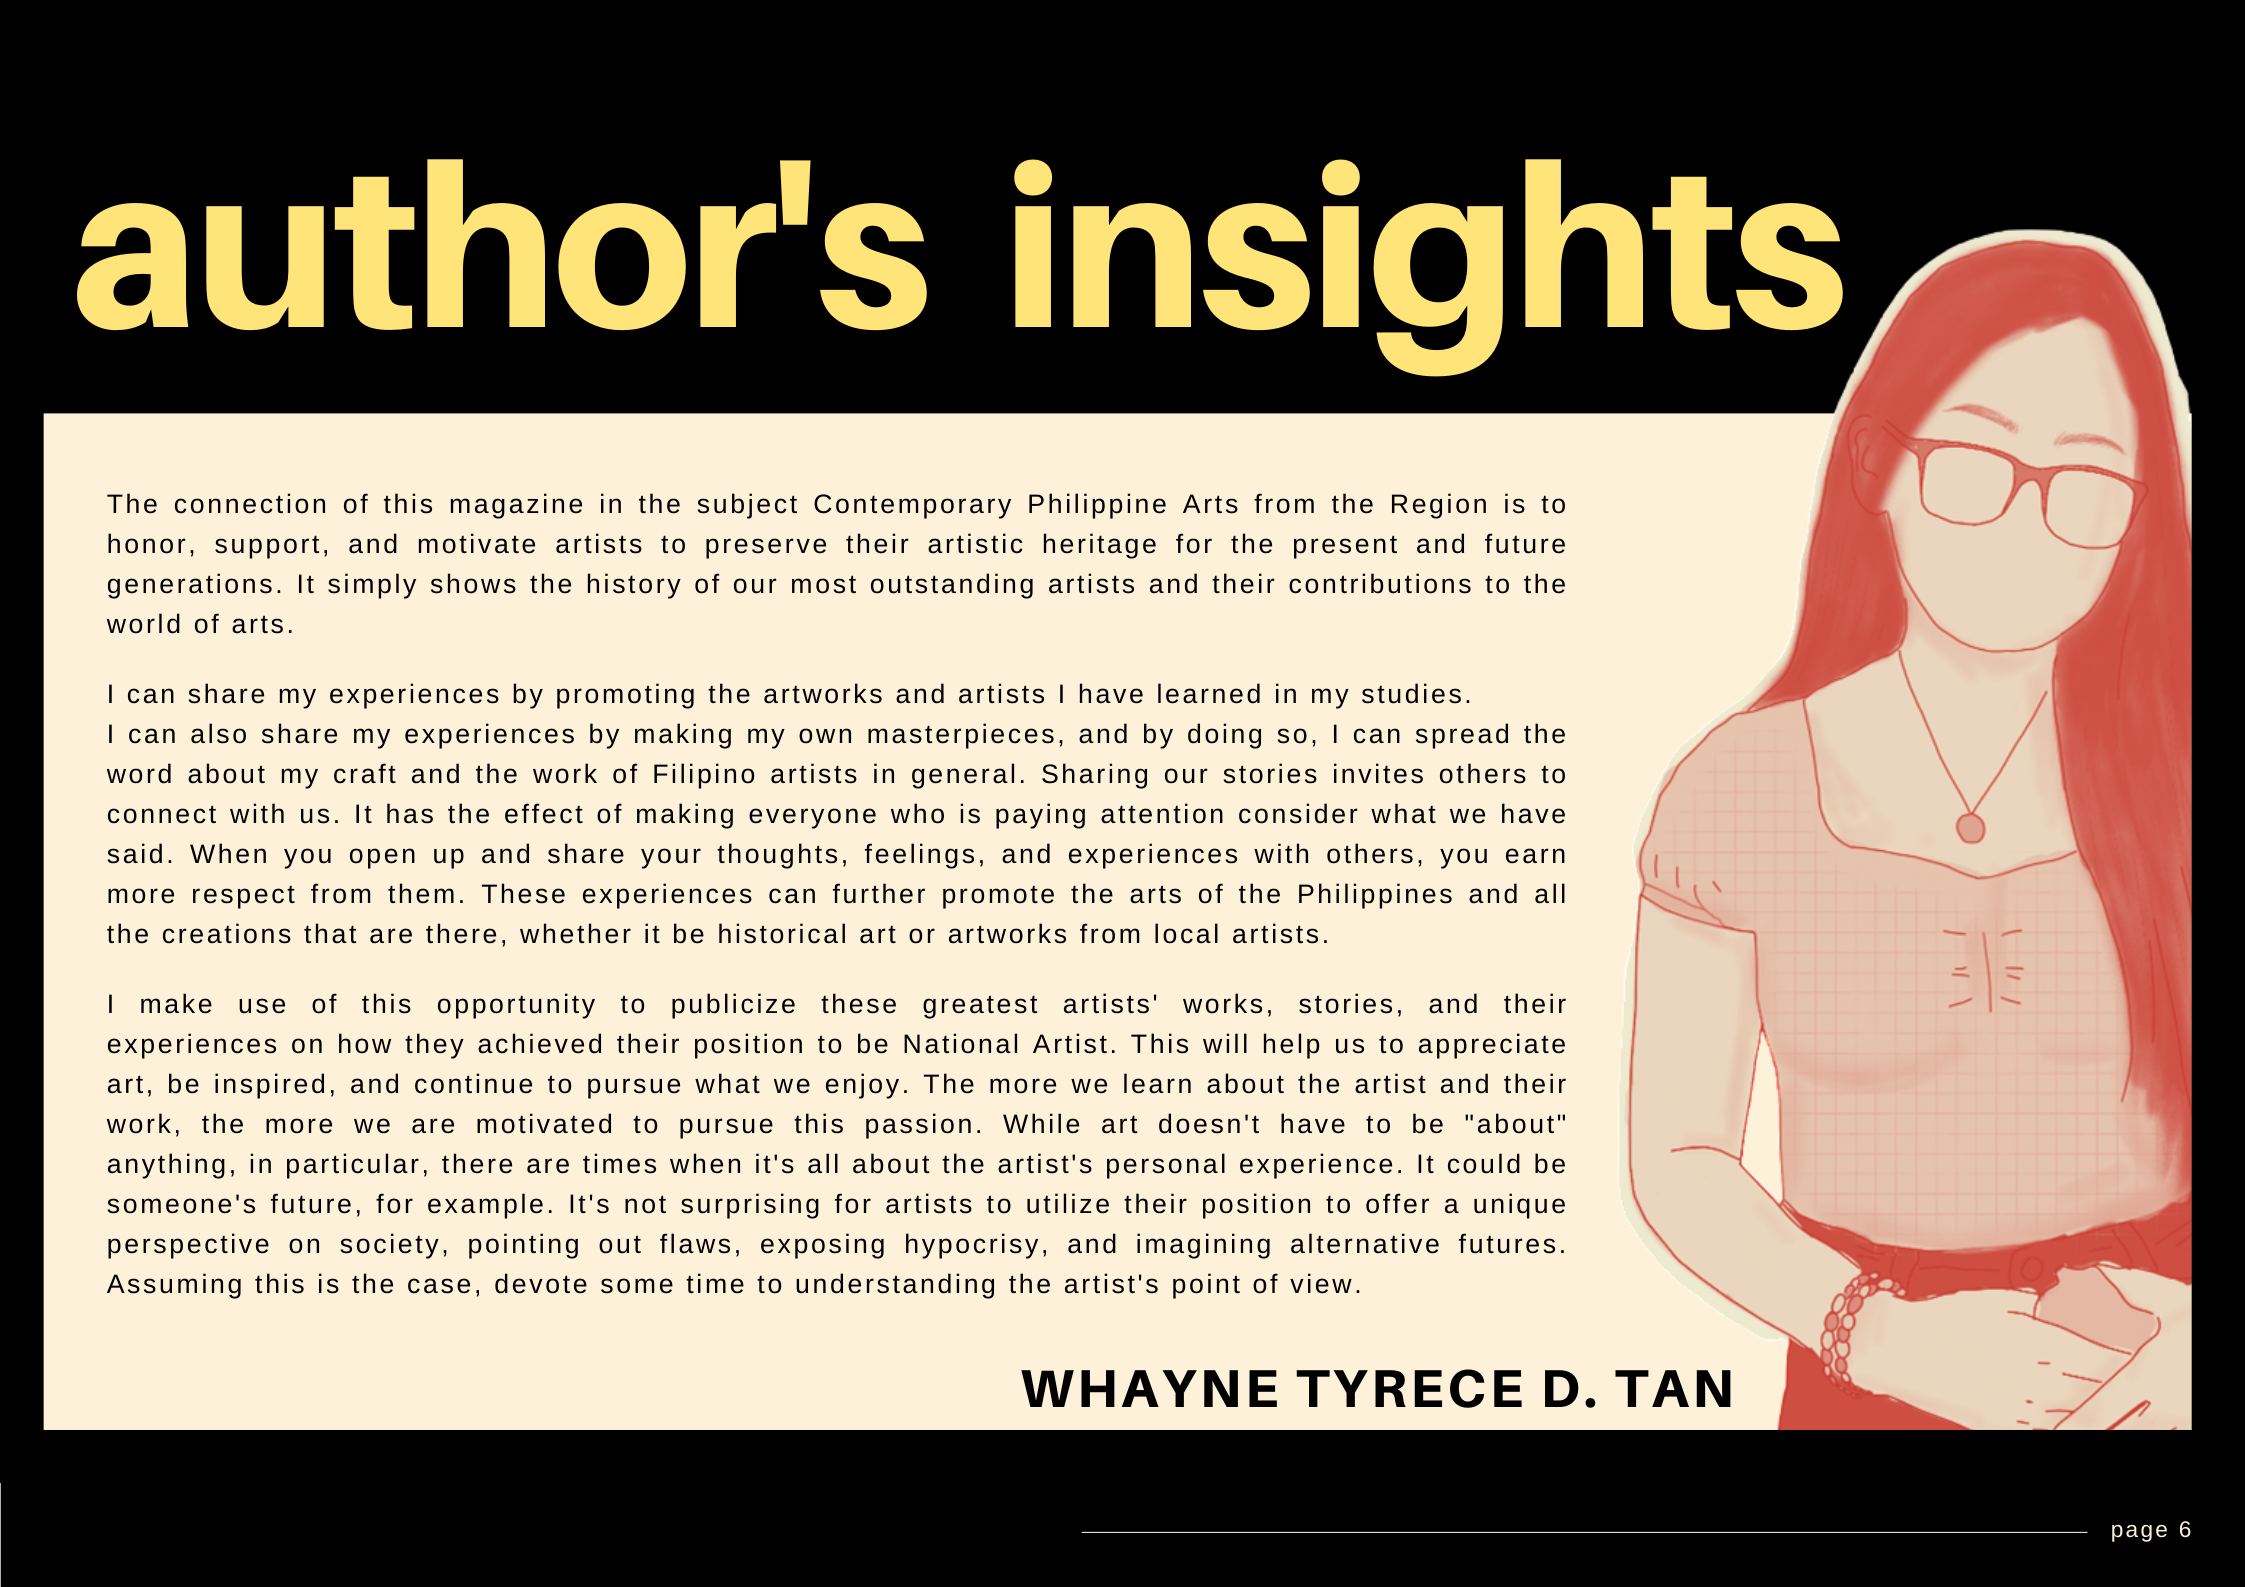 author's insights
The connection of this magazine in the subject Contemporary Philippine Arts from the Region is to
honor, support, and motivate artists to preserve their artistic heritage for the present and future
generations. It simply shows the history of our most outstanding artists and their contributions to the
world of arts.
I can share my experiences by promoting the artworks and artists I have learned in my studies.
I can also share my experiences by making my own masterpieces, and by doing so, I can spread the
word about my craft and the work of Filipino artists in general. Sharing our stories invites others to
connect with us. It has the effect of making everyone who is paying attention consider what we have
said. When you open up and share your thoughts, feelings, and experiences with others, you earn
more respect from them. These experiences can further promote the arts of the Philippines and all
the creations that are there, whether it be historical art or artworks from local artists.
I make use of this opportunity to publicize these greatest artists' works, stories, and their
experiences on how they achieved their position to be National Artist. This will help us to appreciate
art, be inspired, and continue to pursue what we enjoy. The more we learn about the artist and their
work, the more we are motivated to pursue this passion. While art doesn't have to be "about"
anything, in particular, there are times when it's all about the artist's personal experience. It could be
someone's future, for example. It's not surprising for artists to utilize their position to offer a unique
perspective on society, pointing out flaws, exposing hypocrisy, and imagining alternative futures.
Assuming this is the case, devote some time to understanding the artist's point of view.
WHAYNE TYRECE D. TAN
page 6